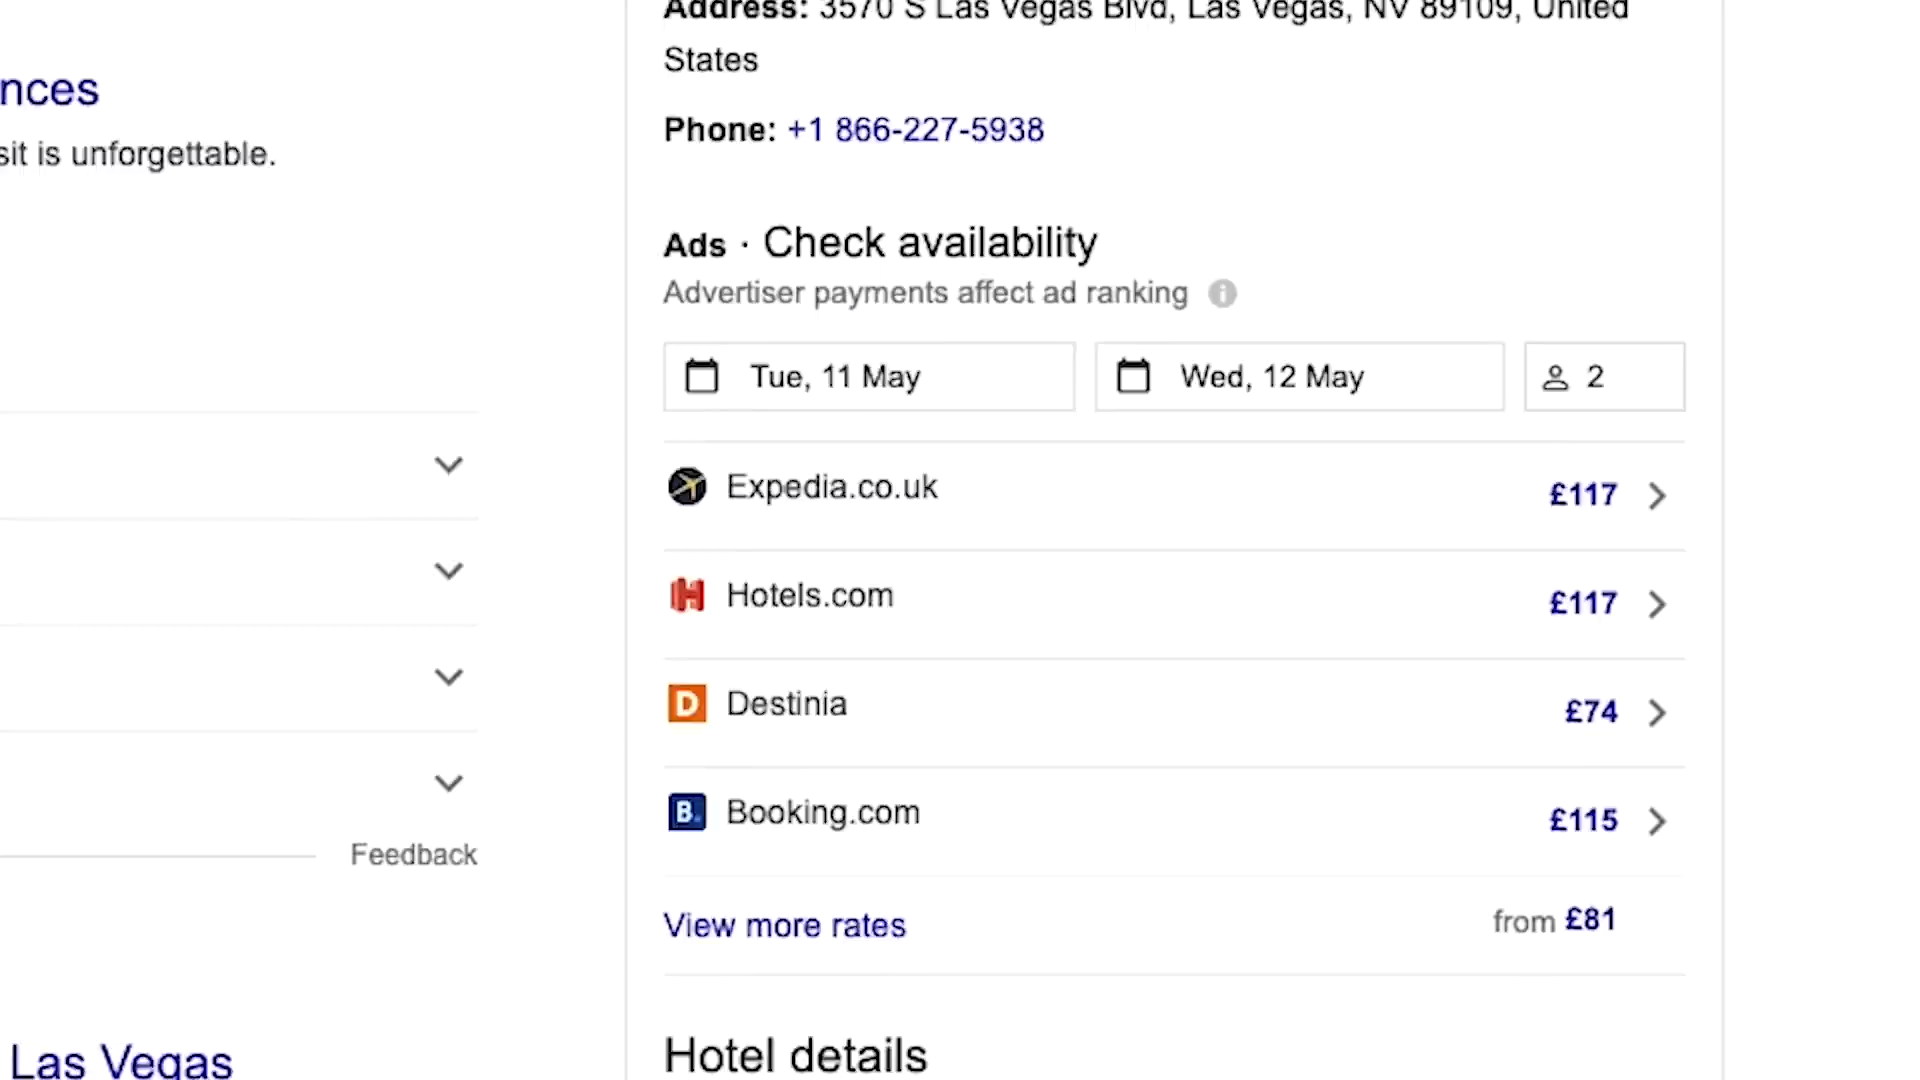 nces
sit is unforgettable.
Feedback
Las Vegas
Address: 3570 S Las Vegas Blvd, Las Vegas, NV 89109, United
States
Phone: +1 866-227-5938
Ads · Check availability
Advertiser payments affect ad ranking
Tue, 11 May
Wed, 12 May
2
Expedia.co.uk £117
Hotels.com £117
D Destinia £74
B. Booking.com £115
View more rates from £81
Hotel details